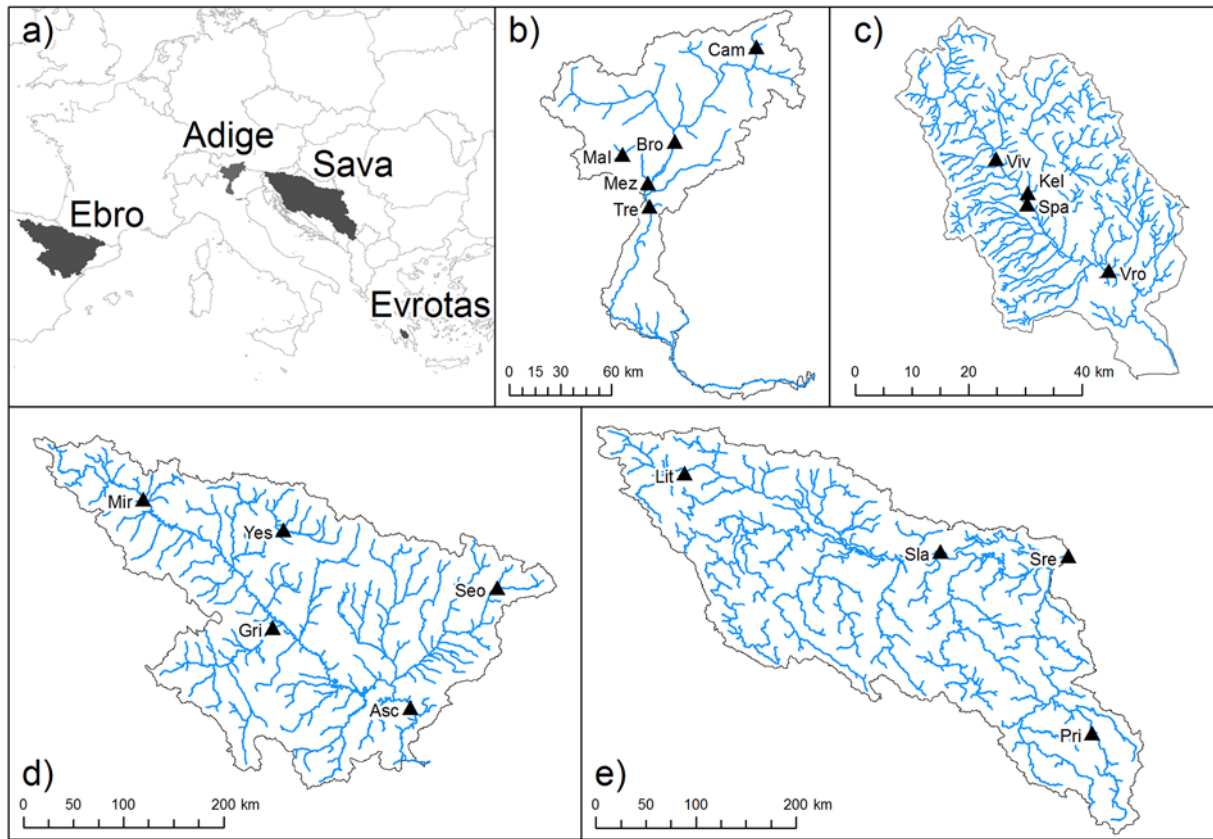 a)
Adige
Sava
Ebro
Evrotas
b)
Cam
Bro
Mal
Mez
Tre
0 15 30 60 km
c)
Viv
Kel
Spa
Vro
0 10 20 40 km
Mir
Yes
Seo
Gri
Asc
d)
0 50 100 200 km
Lit
Sla
Sre
Pri
e)
0 50 100 200 km